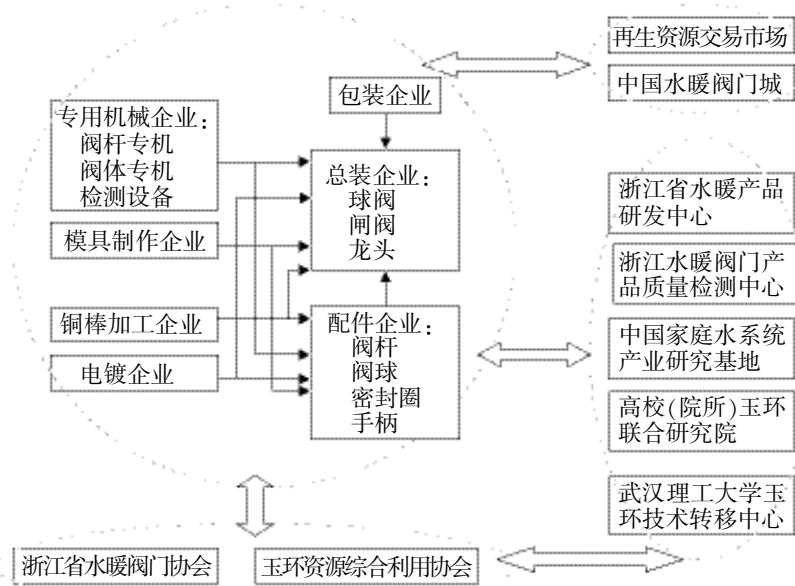 再生资源交易市场
中国水暖阀门城
包装企业
专用机械企业：
阀杆专机
阀体专机
检测设备
总装企业：
球阀
闸阀
龙头
模具制作企业
铜棒加工企业
电镀企业
配件企业：
阀杆
阀球
密封圈
手柄
浙江省水暖产品
研发中心
浙江水暖阀门产
品质量检测中心
中国家庭水系统
产业研究基地
高校(院所)玉环
联合研究院
武汉理工大学玉
环技术转移中心
浙江省水暖阀门协会
玉环资源综合利用协会